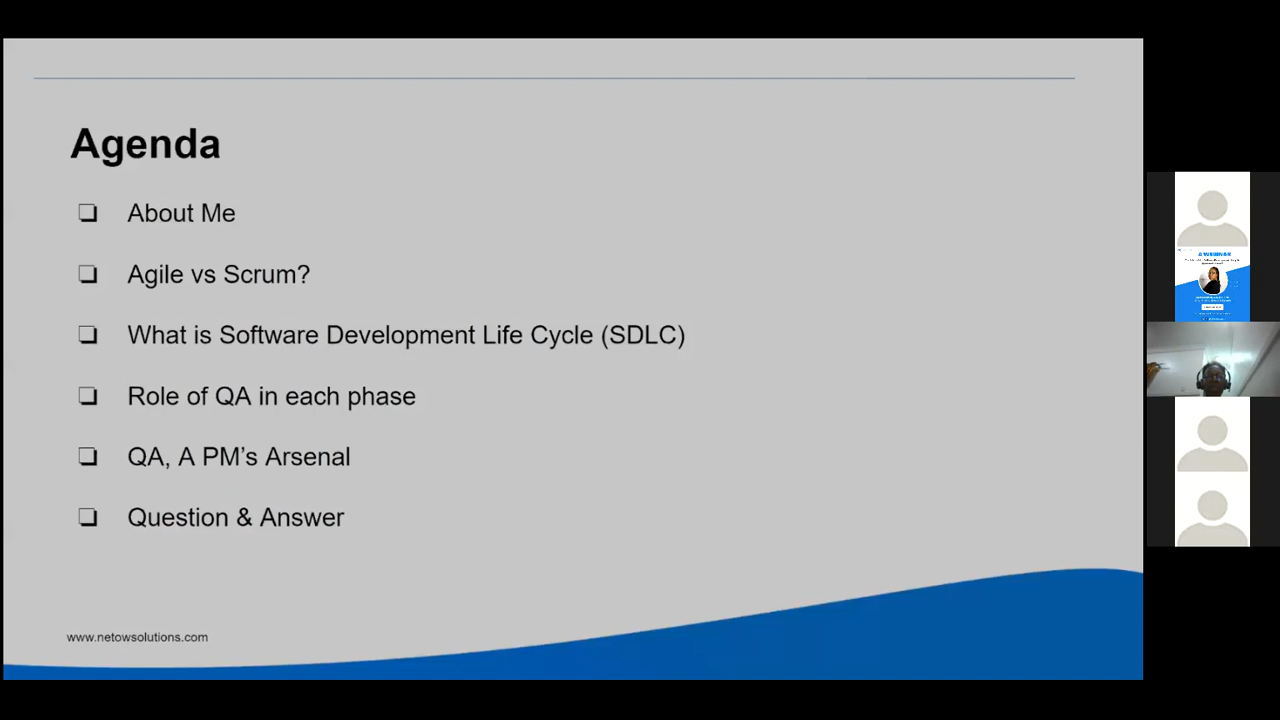 Agenda
❏ About Me
❏ Agile vs Scrum?
❏ What is Software Development Life Cycle (SDLC)
❏ Role of QA in each phase
❏ QA, A PM’s Arsenal
❏ Question & Answer
www.netowsolutions.com
A WEBINAR